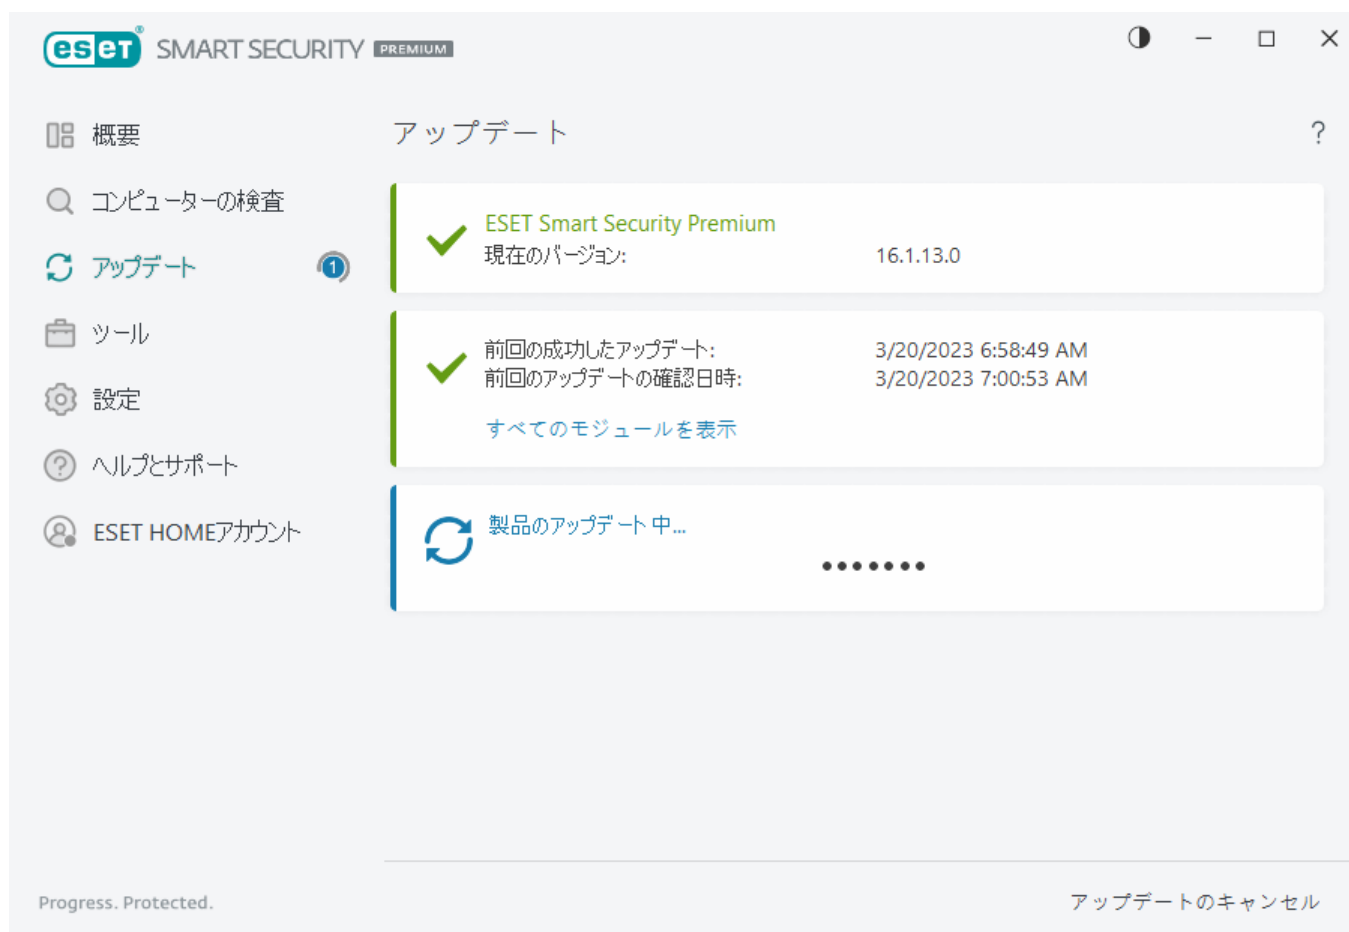 eset® SMART SECURITY PREMIUM
概要
コンピューターの検査
アップデート 1
ツール
設定
ヘルプとサポート
ESET HOMEアカウント
アップデート ?
ESET Smart Security Premium
現在のバージョン: 16.1.13.0
前回の成功したアップデート: 3/20/2023 6:58:49 AM
前回のアップデートの確認日時: 3/20/2023 7:00:53 AM
すべてのモジュールを表示
製品のアップデート中...
Progress. Protected.
アップデートのキャンセル